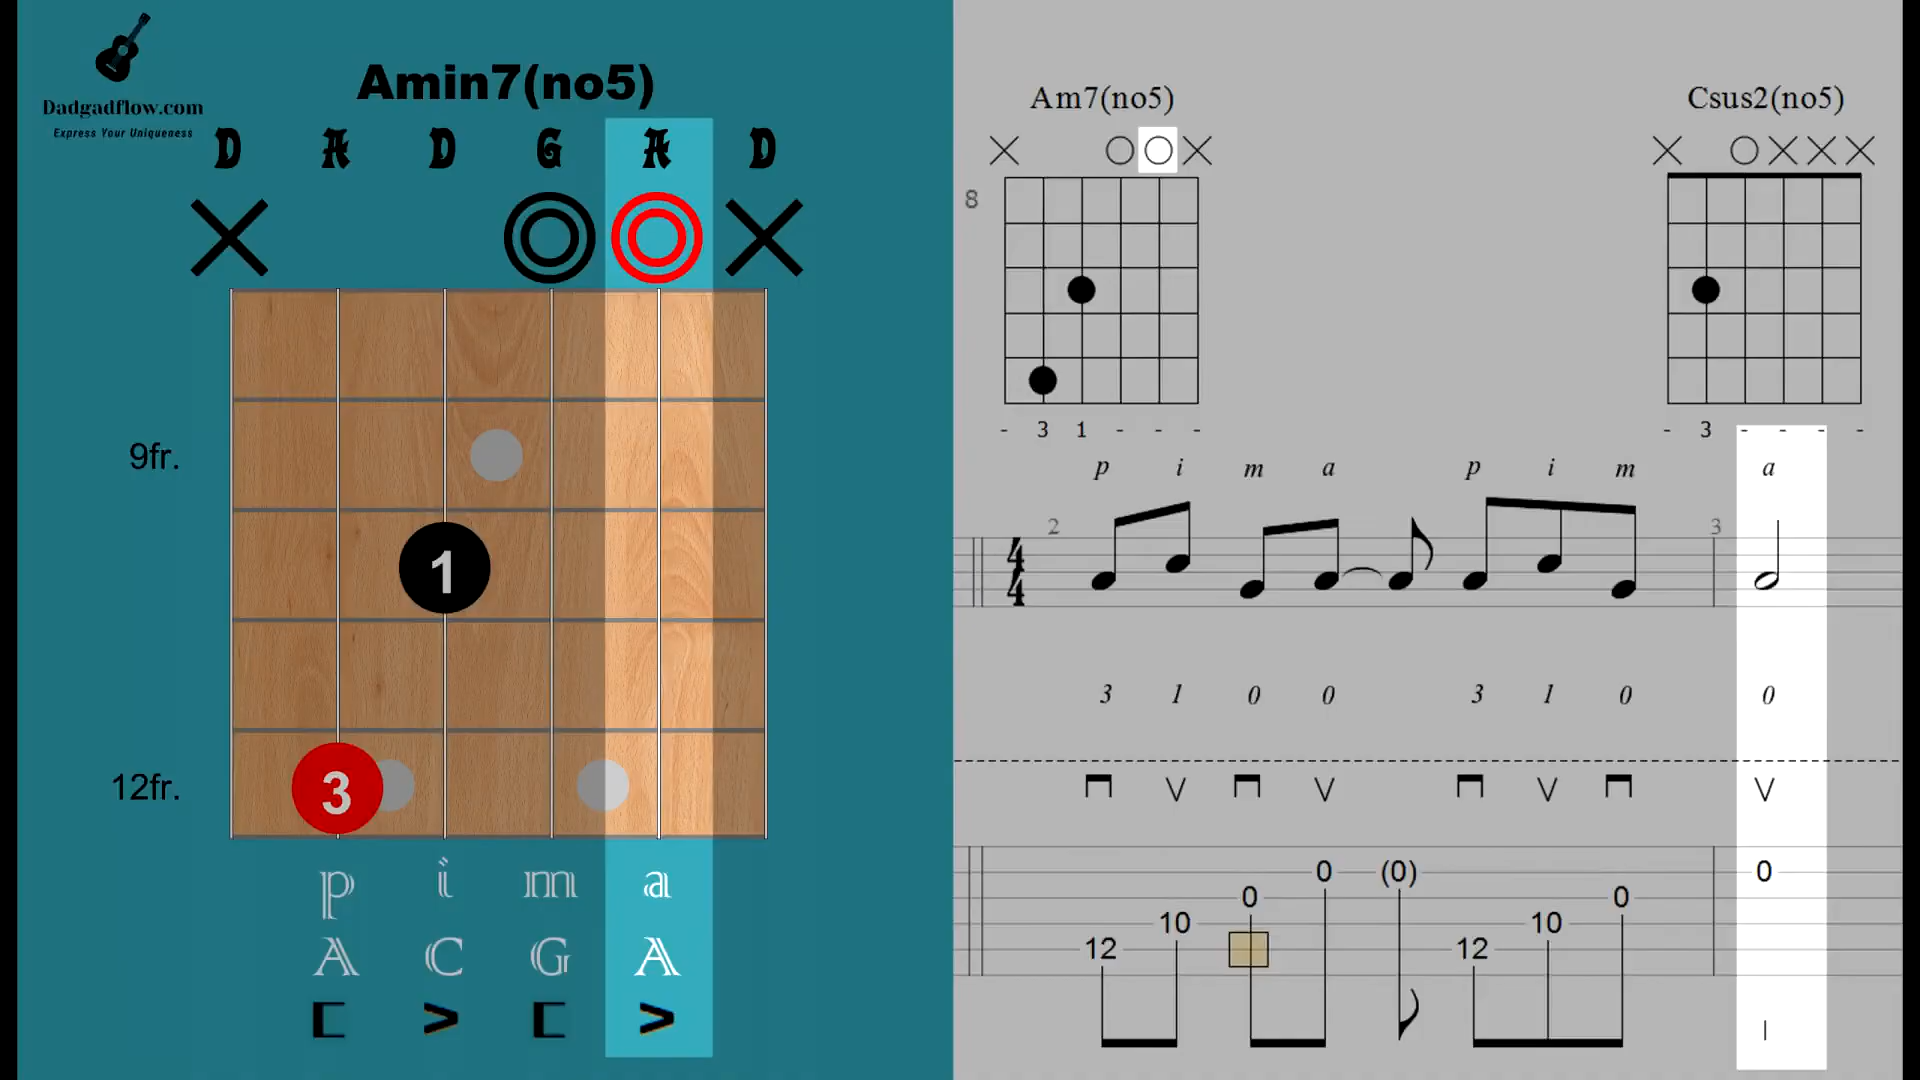 Dadgadflow.com
Express Your Uniqueness
Amin7(no5)
D A D G A D
9fr.
1
12fr.
3
p i m a
A C G A
Am7(no5)
8
- 3 1 - - -
Csus2(no5)
- 3 - - - -
p i m a p i m a
2 3
4
4
3 1 0 0 3 1 0 0
0 (0) 0
0 0
10 10
12 12